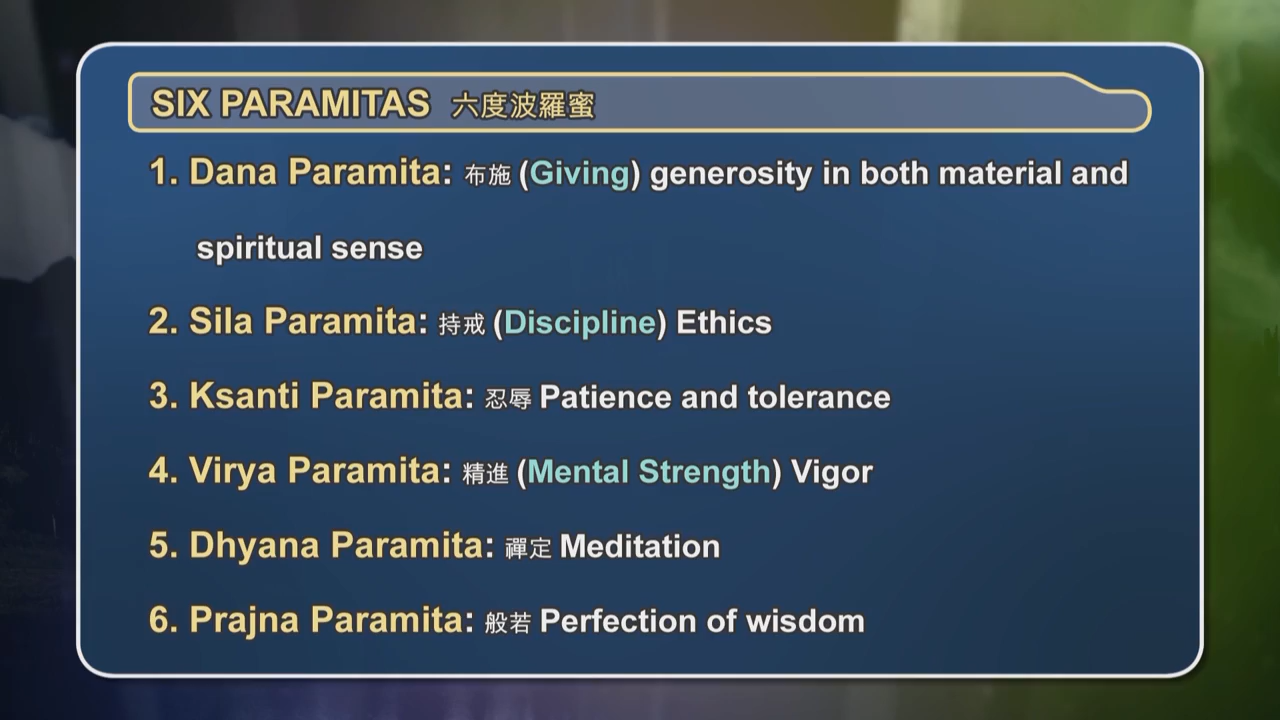 SIX PARAMITAS 六度波羅蜜
1. Dana Paramita: 布施 (Giving) generosity in both material and
spiritual sense
2. Sila Paramita: 持戒 (Discipline) Ethics
3. Ksanti Paramita: 忍辱 Patience and tolerance
4. Virya Paramita: 精進 (Mental Strength) Vigor
5. Dhyana Paramita: 禪定 Meditation
6. Prajna Paramita: 般若 Perfection of wisdom